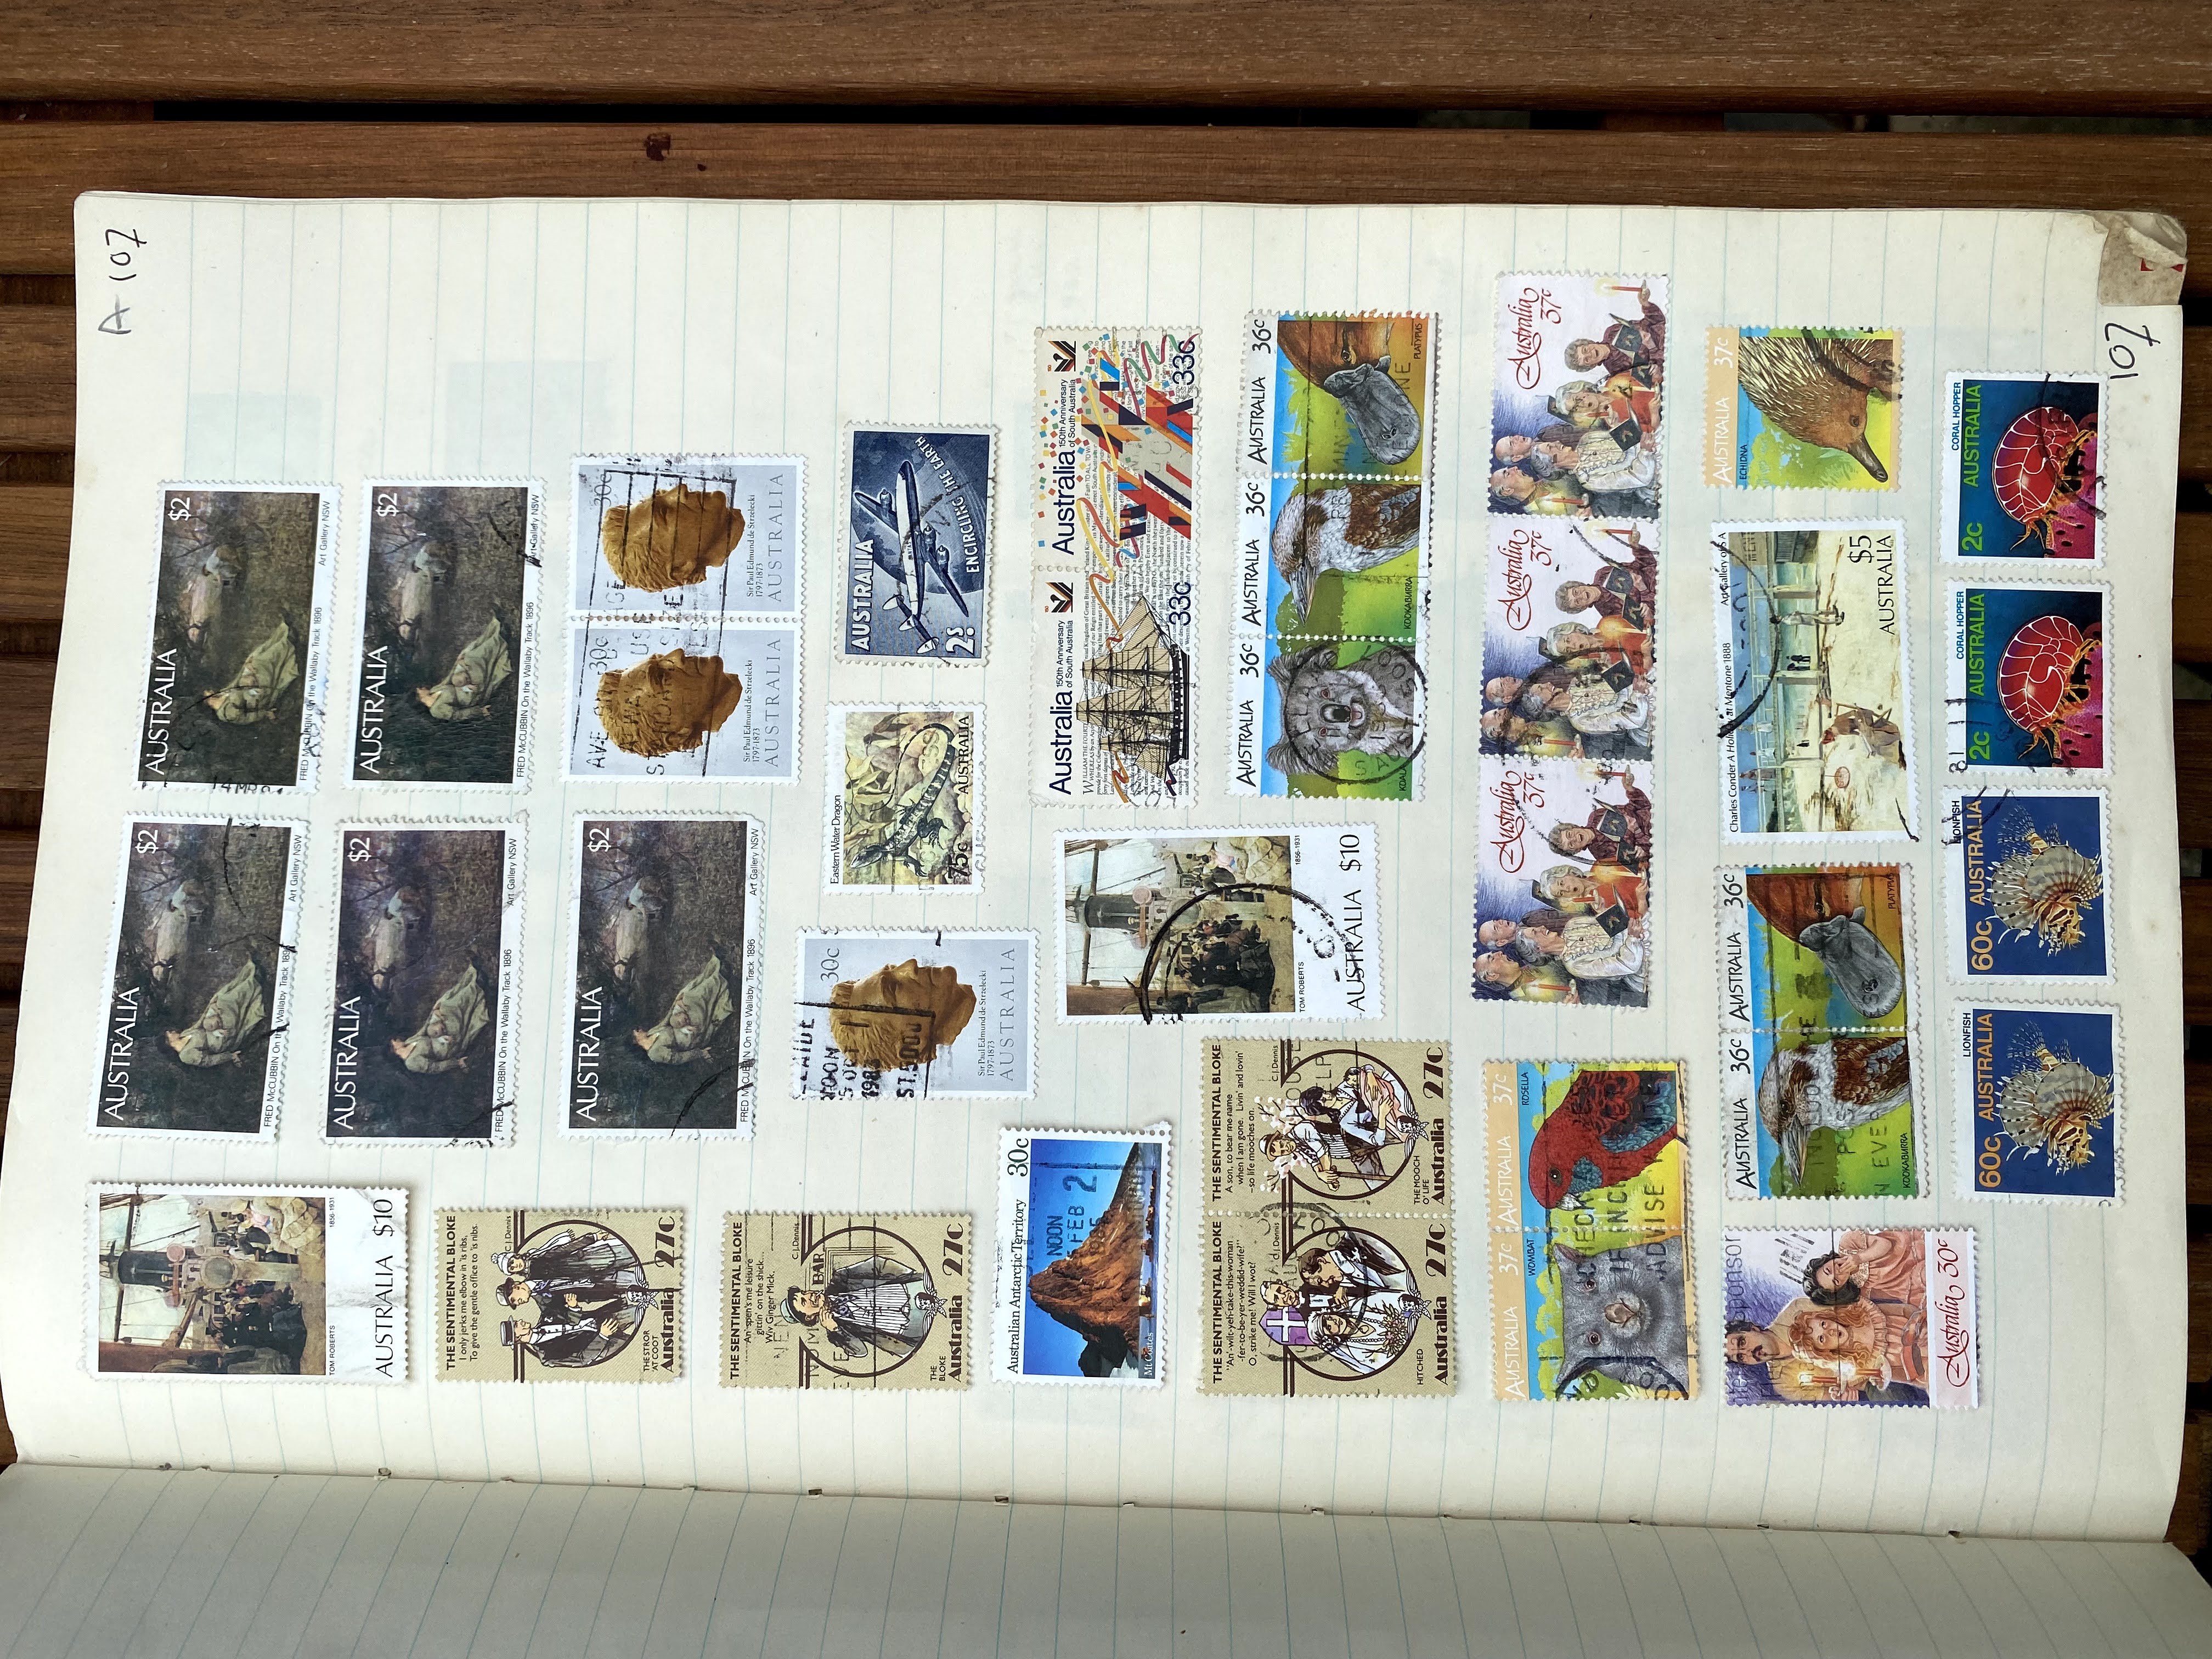 A 107
TOM ROBERTS 1856-1931
AUSTRALIA $10
AUSTRALIA $2
FRED McCUBBIN On the Wallaby Track 1896 Art Gallery NSW
AUSTRALIA $2
FRED McCUBBIN On the Wallaby Track 1896 Art Gallery NSW
AUSTRALIA $2
FRED McCUBBIN On the Wallaby Track 1896 Art Gallery NSW
AUSTRALIA $2
FRED McCUBBIN On the Wallaby Track 1896 Art Gallery NSW
THE SENTIMENTAL BLOKE
I only jerks me elbow in 'is ribs,
To give the gentle office to 'is nibs.
C.J.Dennis
THE STROR
'AT COOT
Australia 27c
AUSTRALIA $2
FRED McCUBBIN On the Wallaby Track 1896 Art Gallery NSW
30c
Sir Paul Edmund de Strzelecki
1797-1873
AUSTRALIA
30c
Sir Paul Edmund de Strzelecki
1797-1873
AUSTRALIA
THE SENTIMENTAL BLOKE
An' spen's me leisure
gittin' on the shick...
Wiv Ginger Mick.
C.J.Dennis
BAR
THE
BLOKE
Australia 27c
NOON
ST.5000
30c
Sir Paul Edmund de Strzelecki
1797-1873
AUSTRALIA
Eastern Water Dragon
75c AUSTRALIA
AUSTRALIA
2s
ENCIRCLING THE EARTH
Australian Antarctic Territory 30c
NOON
FEB 2
Mt Coates
TOM ROBERTS 1856-1931
AUSTRALIA $10
Australia 150th Anniversary
of South Australia
33c
Australia 150th Anniversary
of South Australia
33c
THE SENTIMENTAL BLOKE
"An'-wilt-yeh-take-this-woman
-fer-to-be-yer-weddid-wife?"
O, strike me! Will I wot?
C.J.Dennis
HITCHED
Australia 27c
THE SENTIMENTAL BLOKE
A son, to bear me name
when I am gone. Livin' and lovin'
–so life mooches on.
C.J.Dennis
THE MOOCH
O' LIFE
Australia 27c
AUSTRALIA 36c
KOALA
AUSTRALIA 36c
KOOKABURRA
AUSTRALIA 36c
PLATYPUS
AUSTRALIA 37c
WOMBAT
AUSTRALIA 37c
ROSELLA
CHECK
ADVISE
Australia
37c
Australia
37c
Australia
37c
sponsor
Australia 30c
AUSTRALIA 36c
KOOKABURRA
AUSTRALIA 36c
PLATYPUS
Charles Conder A Holiday at Mentone 1888 Art Gallery of S A
$5
AUSTRALIA
AUSTRALIA 37c
ECHIDNA
LIONFISH
60c AUSTRALIA
LIONFISH
60c AUSTRALIA
CORAL HOPPER
2c AUSTRALIA
CORAL HOPPER
2c AUSTRALIA
107